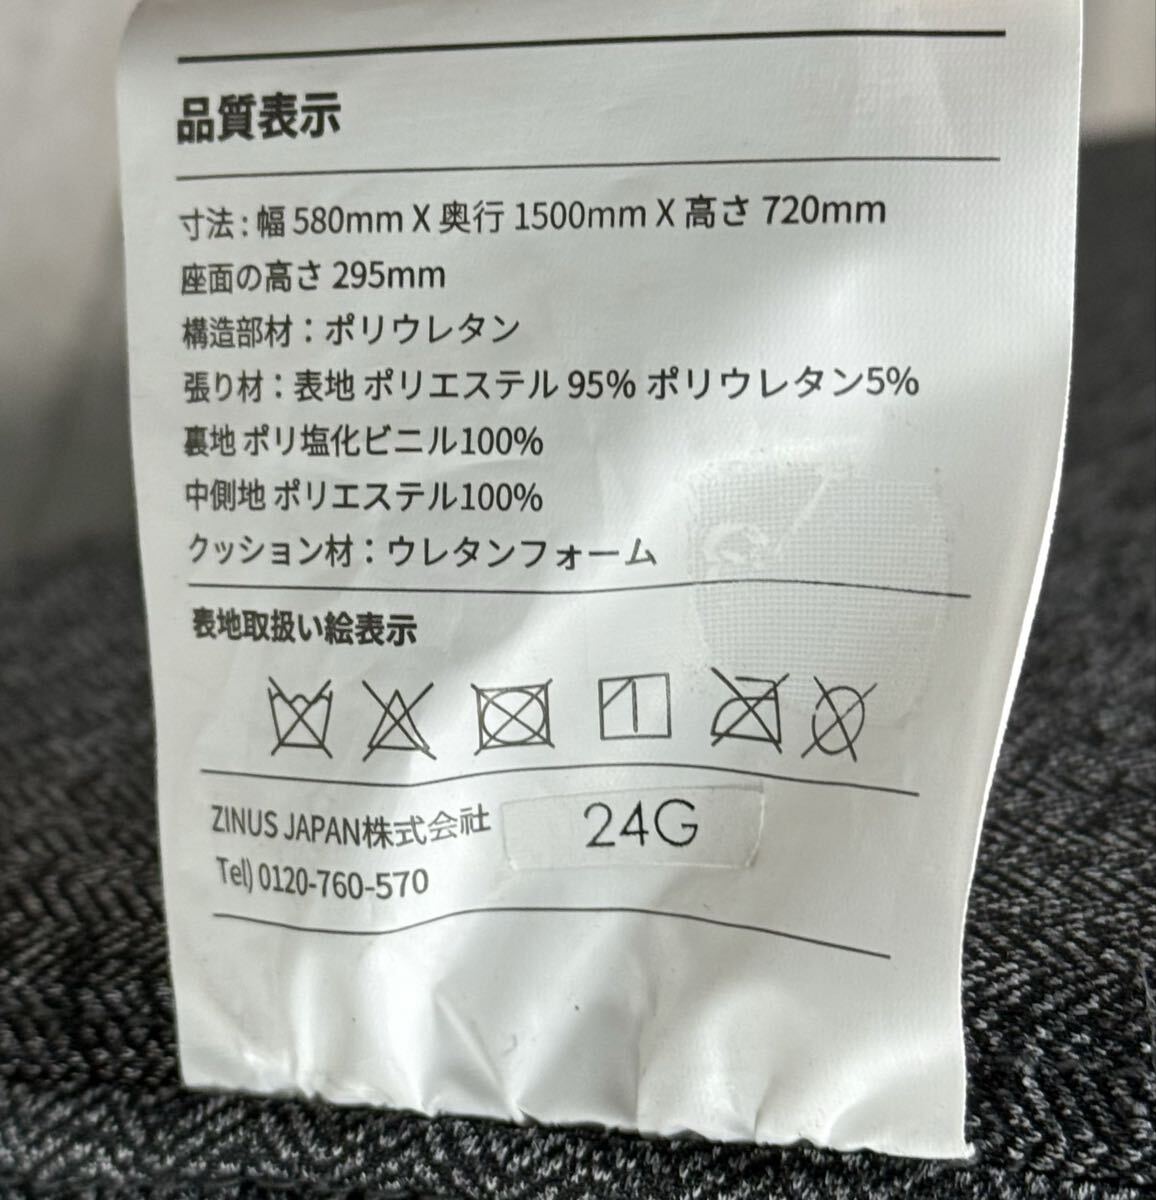 品質表示
寸法:幅 580mm X 奥行 1500mm X 高さ 720mm
座面の高さ 295mm
構造部材：ポリウレタン
張り材：表地 ポリエステル 95% ポリウレタン5%
裏地 ポリ塩化ビニル100%
中側地 ポリエステル100%
クッション材：ウレタンフォーム
表地取扱い絵表示
ZINUS JAPAN株式会社 24G
Tel) 0120-760-570